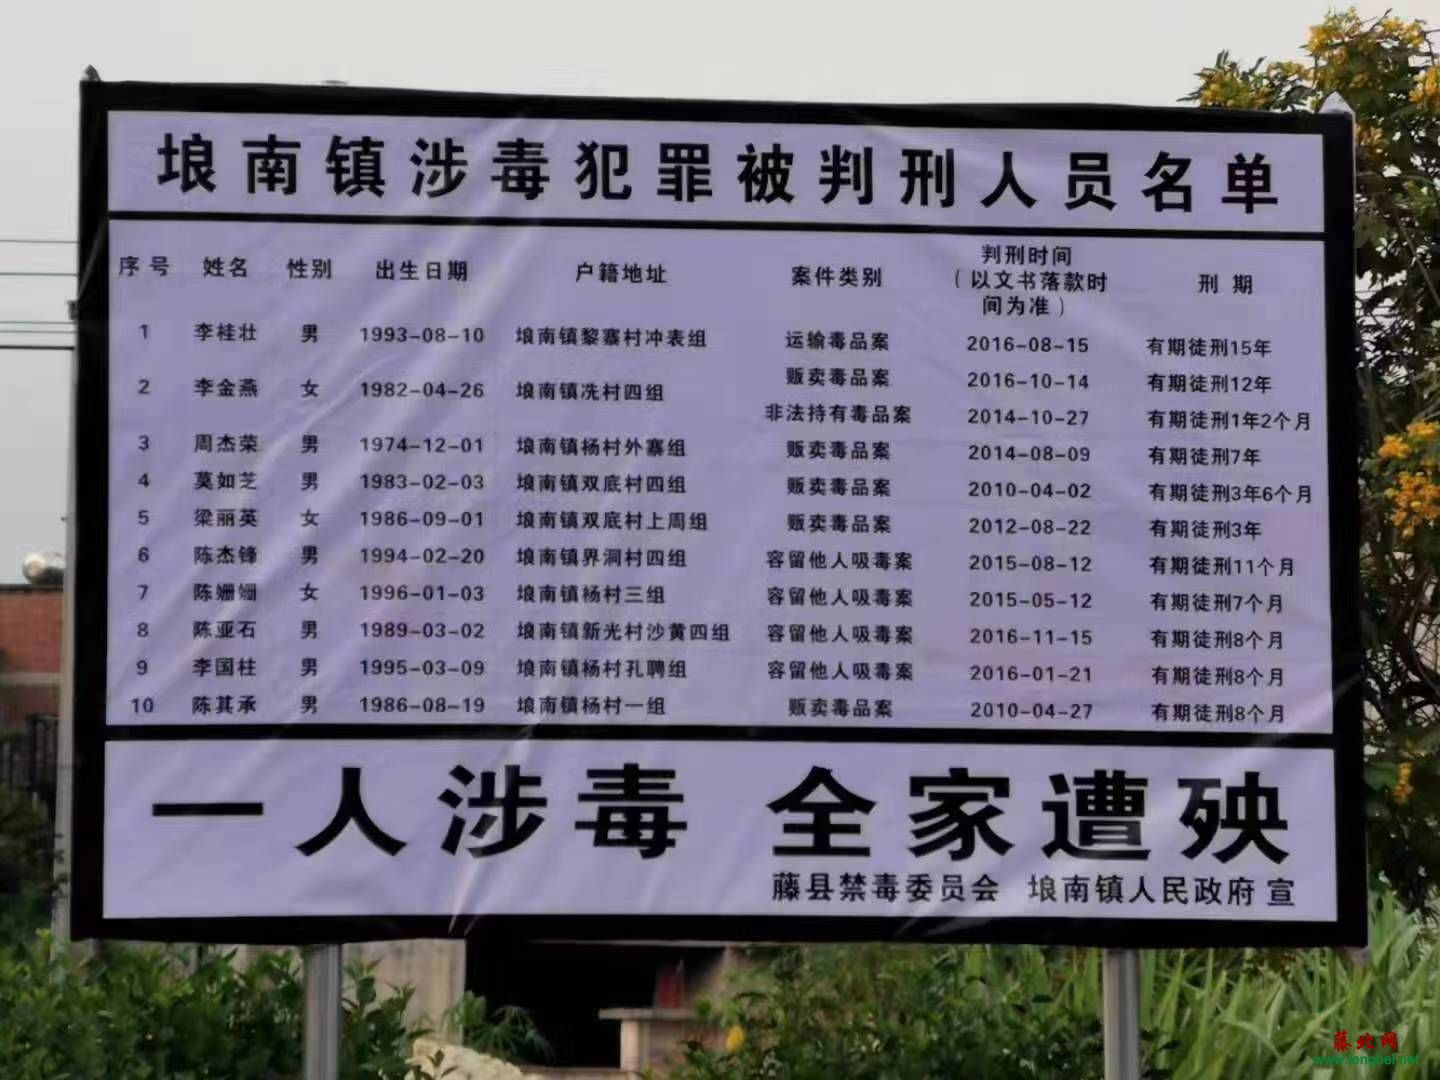 埌南镇涉毒犯罪被判刑人员名单
序号 姓名 性别 出生日期 户籍地址 案件类别 判刑时间（以文书落款时间为准） 刑期
1 李桂壮 男 1993-08-10 埌南镇黎寨村冲表组 运输毒品案 2016-08-15 有期徒刑15年
2 李金燕 女 1982-04-26 埌南镇冼村四组 贩卖毒品案 2016-10-14 有期徒刑12年
非法持有毒品案 2014-10-27 有期徒刑1年2个月
3 周杰荣 男 1974-12-01 埌南镇杨村外寨组 贩卖毒品案 2014-08-09 有期徒刑7年
4 莫如芝 男 1983-02-03 埌南镇双底村四组 贩卖毒品案 2010-04-02 有期徒刑3年6个月
5 梁丽英 女 1986-09-01 埌南镇双底村上周组 贩卖毒品案 2012-08-22 有期徒刑3年
6 陈杰锋 男 1994-02-20 埌南镇界洞村四组 容留他人吸毒案 2015-08-12 有期徒刑11个月
7 陈姗姗 女 1996-01-03 埌南镇杨村三组 容留他人吸毒案 2015-05-12 有期徒刑7个月
8 陈亚石 男 1989-03-02 埌南镇新光村沙黄四组 容留他人吸毒案 2016-11-15 有期徒刑8个月
9 李国柱 男 1995-03-09 埌南镇杨村孔聘组 容留他人吸毒案 2016-01-21 有期徒刑8个月
10 陈其承 男 1986-08-19 埌南镇杨村一组 贩卖毒品案 2010-04-27 有期徒刑8个月
一人涉毒 全家遭殃
藤县禁毒委员会 埌南镇人民政府 宣
藤北网
www.tengbei.net